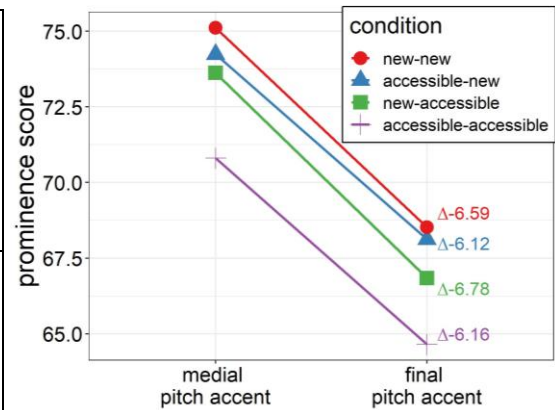 75.0
72.5
70.0
67.5
65.0
prominence score
condition
new-new
accessible-new
new-accessible
accessible-accessible
Δ-6.59
Δ-6.12
Δ-6.78
Δ-6.16
medial
pitch accent
final
pitch accent